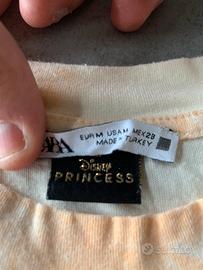 ZARA
EUR M USA M MEX 28
MADE IN TURKEY
Disney
PRINCESS